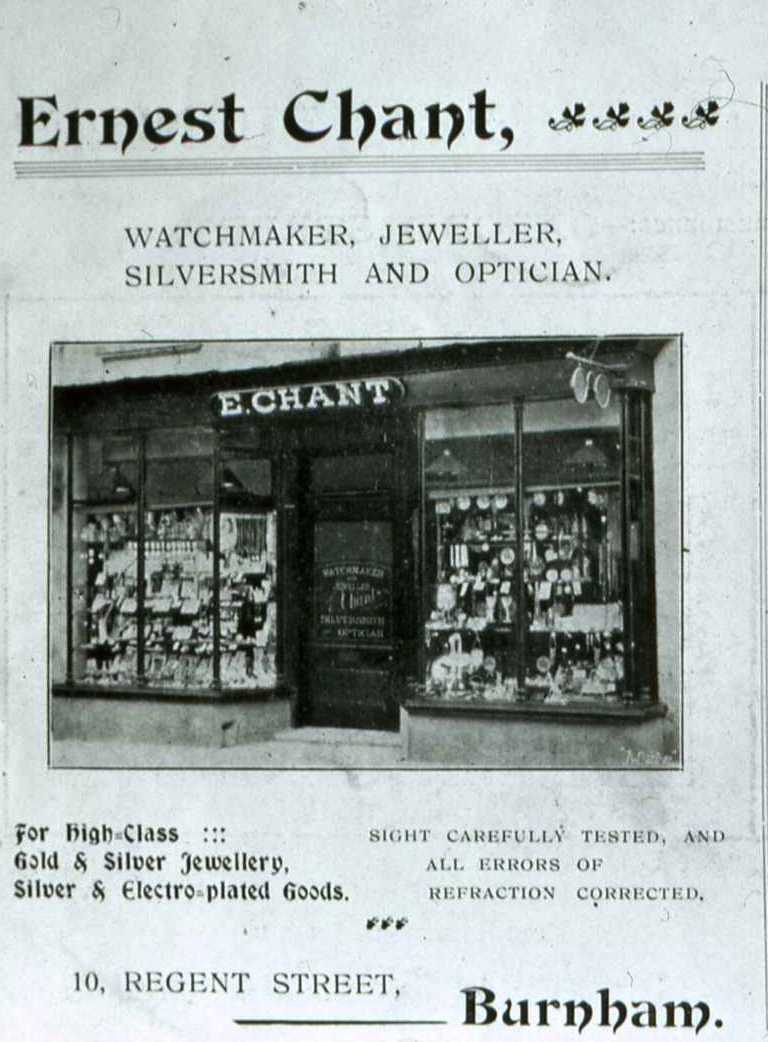 Ernest Chant,
WATCHMAKER, JEWELLER,
SILVERSMITH AND OPTICIAN.
E. CHANT
WATCHMAKER
JEWELLER
Chant
SILVERSMITH
OPTICIAN
For High-Class :::
Gold & Silver Jewellery,
Silver & Electro-plated Goods.
SIGHT CAREFULLY TESTED, AND
ALL ERRORS OF
REFRACTION CORRECTED.
10, REGENT STREET,
Burnham.